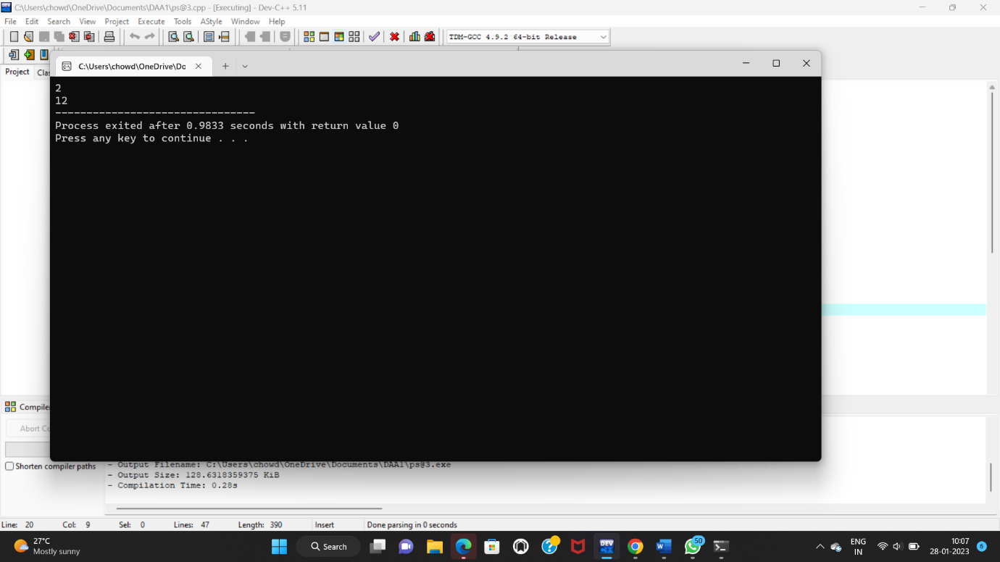 C:\Users\chowd\OneDrive\Documents\DAA1\ps@3.cpp - [Executing] - Dev-C++ 5.11
File Edit Search View Project Execute Tools AStyle Window Help
TDM-GCC 4.9.2 64-bit Release
Project Clas
C:\Users\chowd\OneDrive\Do
2
12
--------------------------------
Process exited after 0.9833 seconds with return value 0
Press any key to continue . . .
Compiler
Abort Co
Shorten compiler paths
- Output Filename: C:\Users\chowd\OneDrive\Documents\DAA1\ps@3.exe
- Output Size: 128.6318359375 KiB
- Compilation Time: 0.28s
Line: 20 Col: 9 Sel: 0 Lines: 47 Length: 390 Insert Done parsing in 0 seconds
27°C
Mostly sunny
Search
DEV
50
ENG
IN
10:07
28-01-2023
6